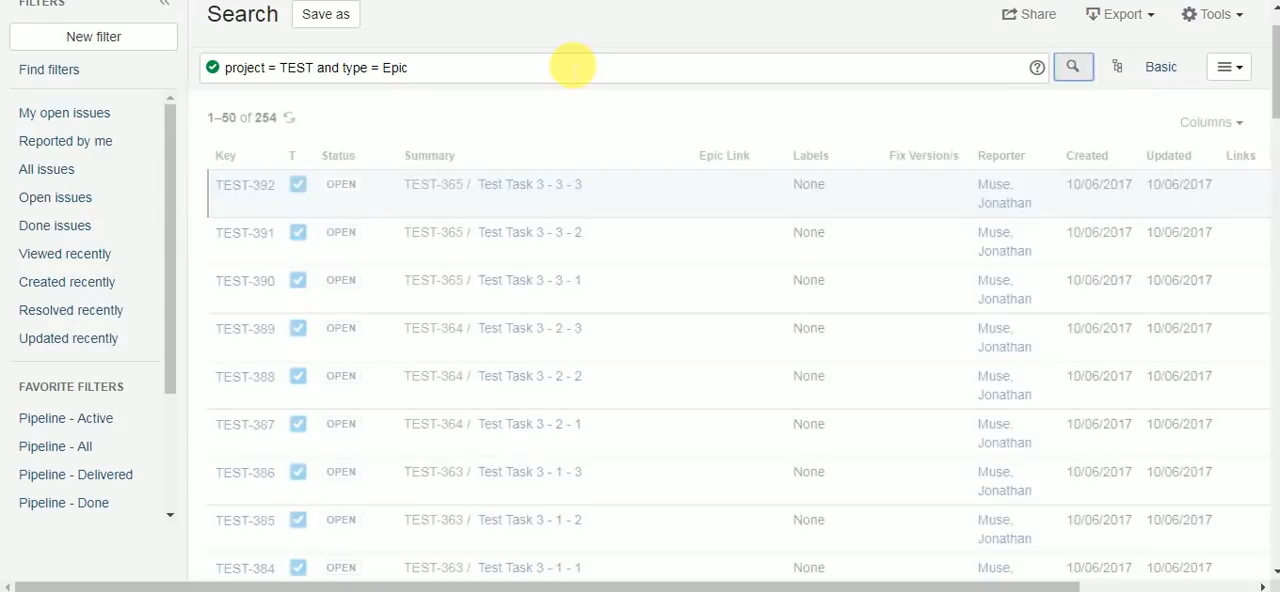 FILTERS
«
New filter
Find filters
My open issues
Reported by me
All issues
Open issues
Done issues
Viewed recently
Created recently
Resolved recently
Updated recently
FAVORITE FILTERS
Pipeline - Active
Pipeline - All
Pipeline - Delivered
Pipeline - Done
Search Save as Share Export Tools
project = TEST and type = Epic ? Basic
1–50 of 254 Columns
Key T Status Summary Epic Link Labels Fix Version/s Reporter Created Updated Links
TEST-392 OPEN TEST-365 / Test Task 3 - 3 - 3 None Muse, 10/06/2017 10/06/2017
Jonathan
TEST-391 OPEN TEST-365 / Test Task 3 - 3 - 2 None Muse, 10/06/2017 10/06/2017
Jonathan
TEST-390 OPEN TEST-365 / Test Task 3 - 3 - 1 None Muse, 10/06/2017 10/06/2017
Jonathan
TEST-389 OPEN TEST-364 / Test Task 3 - 2 - 3 None Muse, 10/06/2017 10/06/2017
Jonathan
TEST-388 OPEN TEST-364 / Test Task 3 - 2 - 2 None Muse, 10/06/2017 10/06/2017
Jonathan
TEST-387 OPEN TEST-364 / Test Task 3 - 2 - 1 None Muse, 10/06/2017 10/06/2017
Jonathan
TEST-386 OPEN TEST-363 / Test Task 3 - 1 - 3 None Muse, 10/06/2017 10/06/2017
Jonathan
TEST-385 OPEN TEST-363 / Test Task 3 - 1 - 2 None Muse, 10/06/2017 10/06/2017
Jonathan
TEST-384 OPEN TEST-363 / Test Task 3 - 1 - 1 None Muse, 10/06/2017 10/06/2017